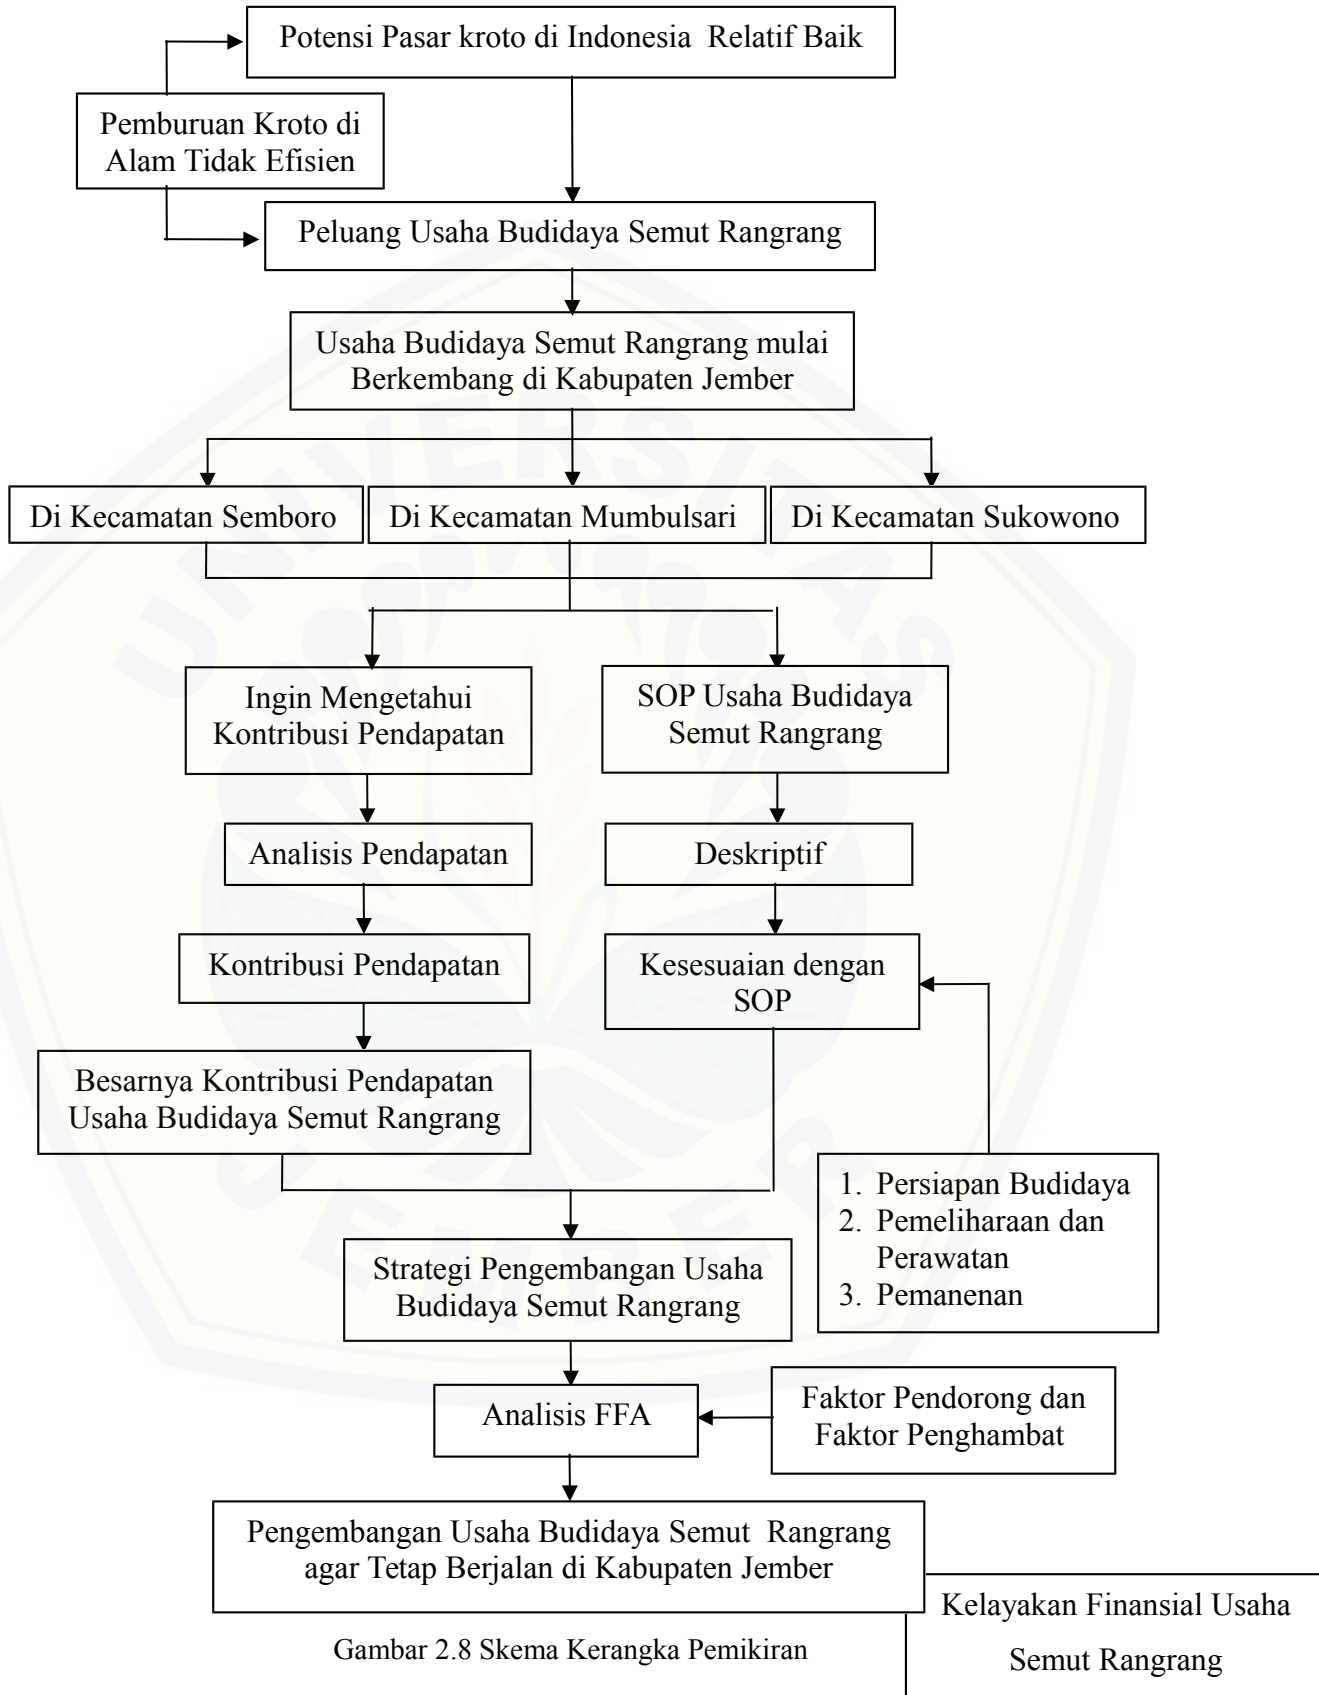 Potensi Pasar kroto di Indonesia  Relatif Baik
Pemburuan Kroto di
Alam Tidak Efisien
Peluang Usaha Budidaya Semut Rangrang
Usaha Budidaya Semut Rangrang mulai
Berkembang di Kabupaten Jember
Di Kecamatan Semboro
Di Kecamatan Mumbulsari
Di Kecamatan Sukowono
Ingin Mengetahui
Kontribusi Pendapatan
SOP Usaha Budidaya
Semut Rangrang
Analisis Pendapatan
Deskriptif
Kontribusi Pendapatan
Kesesuaian dengan
SOP
Besarnya Kontribusi Pendapatan
Usaha Budidaya Semut Rangrang
1. Persiapan Budidaya
2. Pemeliharaan dan
Perawatan
3. Pemanenan
Strategi Pengembangan Usaha
Budidaya Semut Rangrang
Analisis FFA
Faktor Pendorong dan
Faktor Penghambat
Pengembangan Usaha Budidaya Semut  Rangrang
agar Tetap Berjalan di Kabupaten Jember
Kelayakan Finansial Usaha
Semut Rangrang
Gambar 2.8 Skema Kerangka Pemikiran
UNIVERSITAS
JEMBER